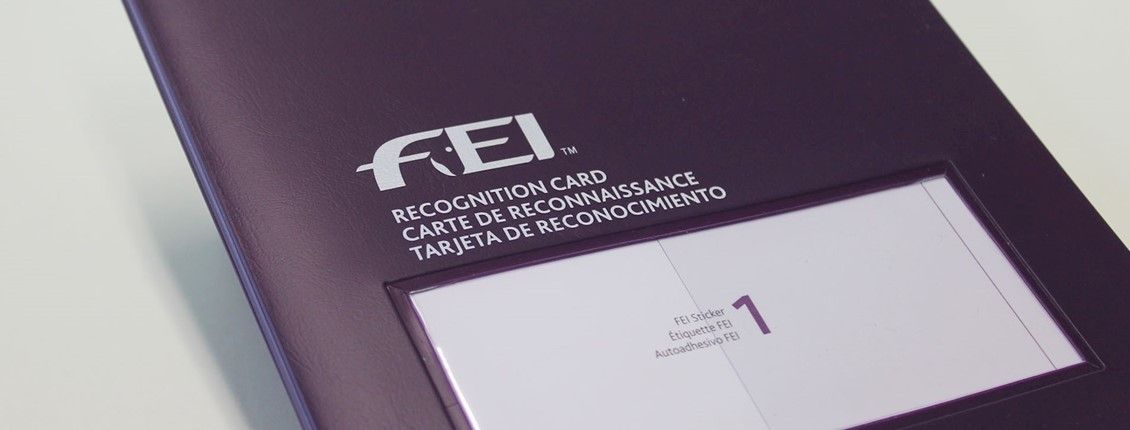 FEI™
RECOGNITION CARD
CARTE DE RECONNAISSANCE
TARJETA DE RECONOCIMIENTO
FEI Sticker
Étiquette FEI
Autoadhesivo FEI
1